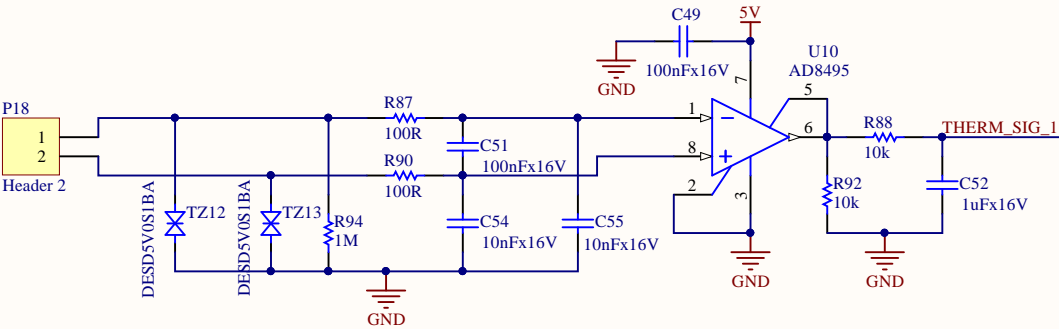 C49
5V
U10
AD8495
100nFx16V
GND
7
5
P18
R87
1
1
−
6
R88
THERM_SIG_1
2
100R
C51
10k
R90
8
+
100nFx16V
Header 2
100R
2
3
R92
10k
C52
1uFx16V
DESD5V0S1BA
TZ12
DESD5V0S1BA
TZ13
R94
1M
C54
10nFx16V
C55
10nFx16V
GND
GND
GND